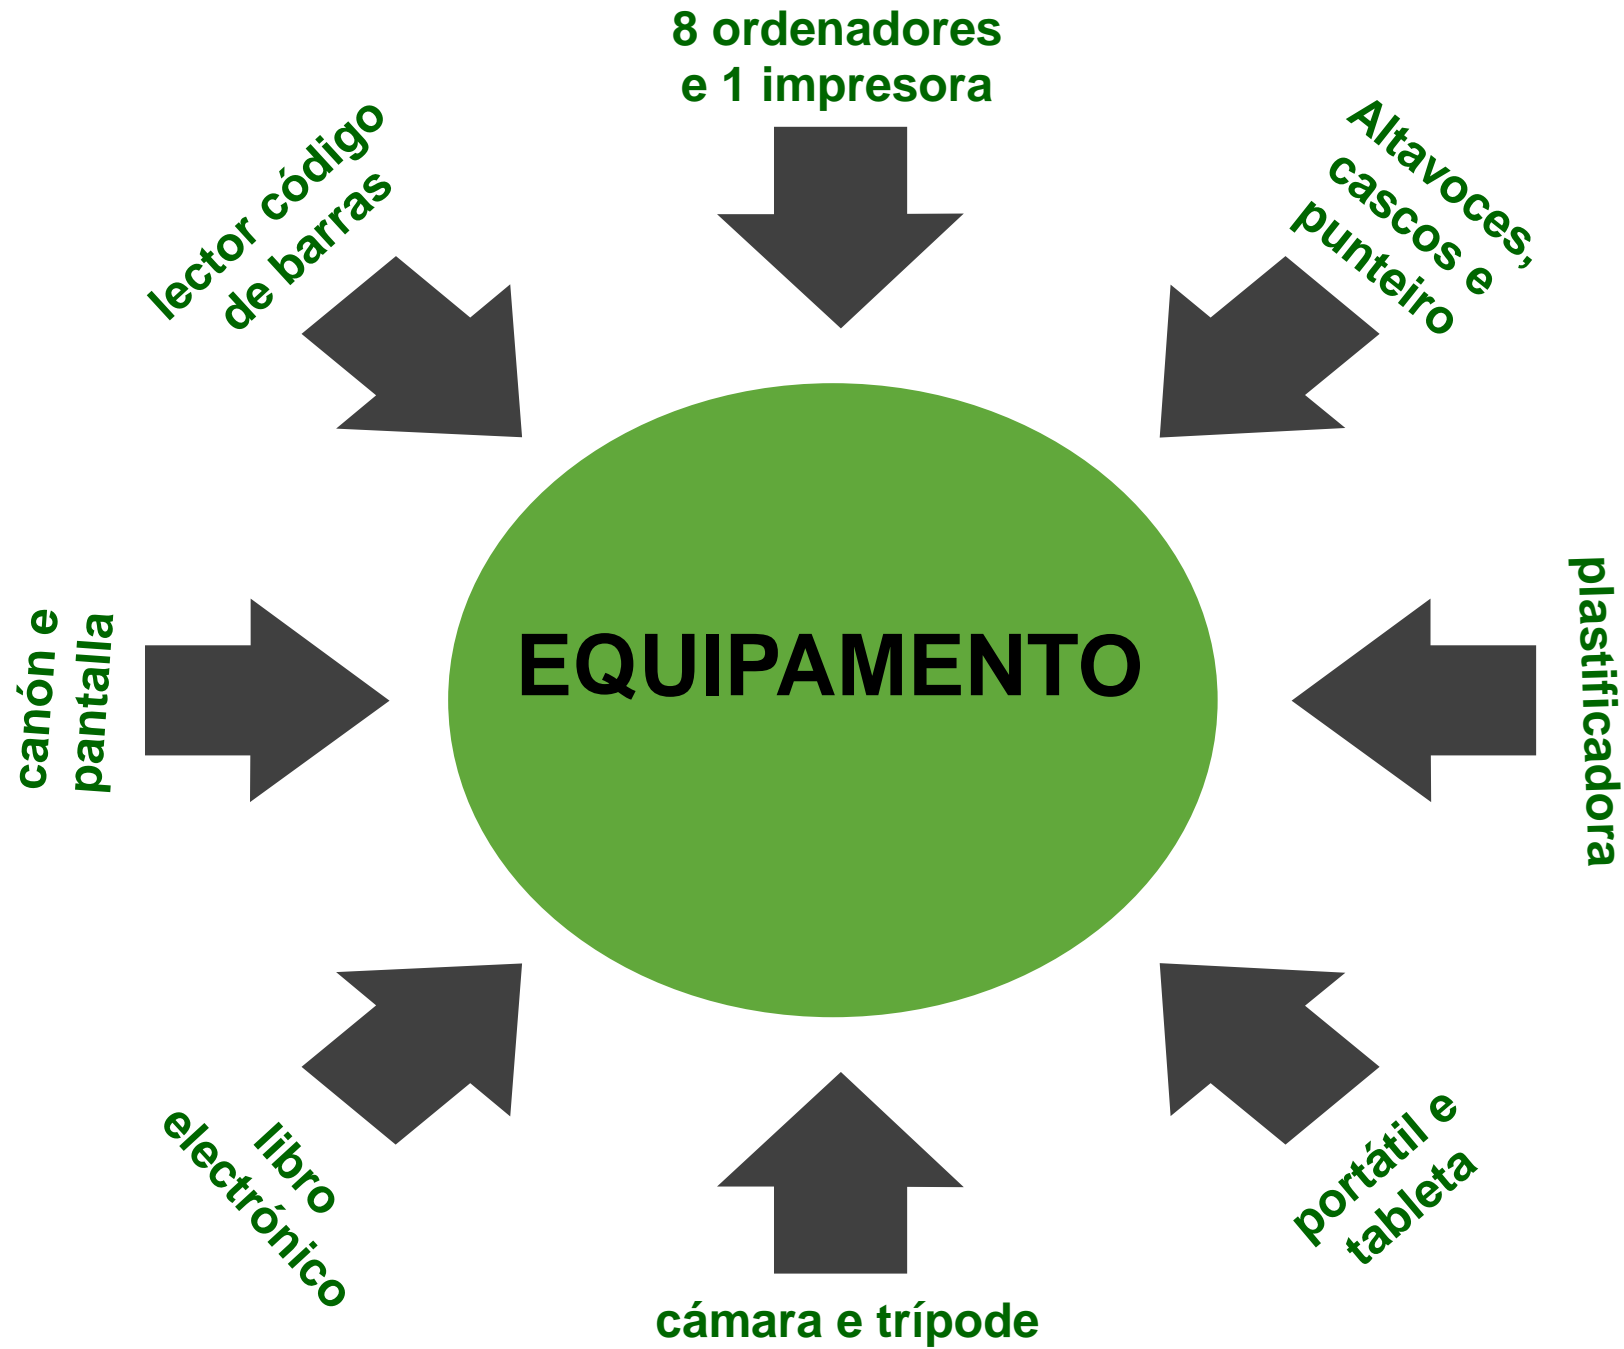 8 ordenadores
e 1 impresora
lector código
de barras
Altavoces,
cascos e
punteiro
canón e
pantalla
EQUIPAMENTO
plastificadora
libro
electrónico
portátil e
tableta
cámara e trípode